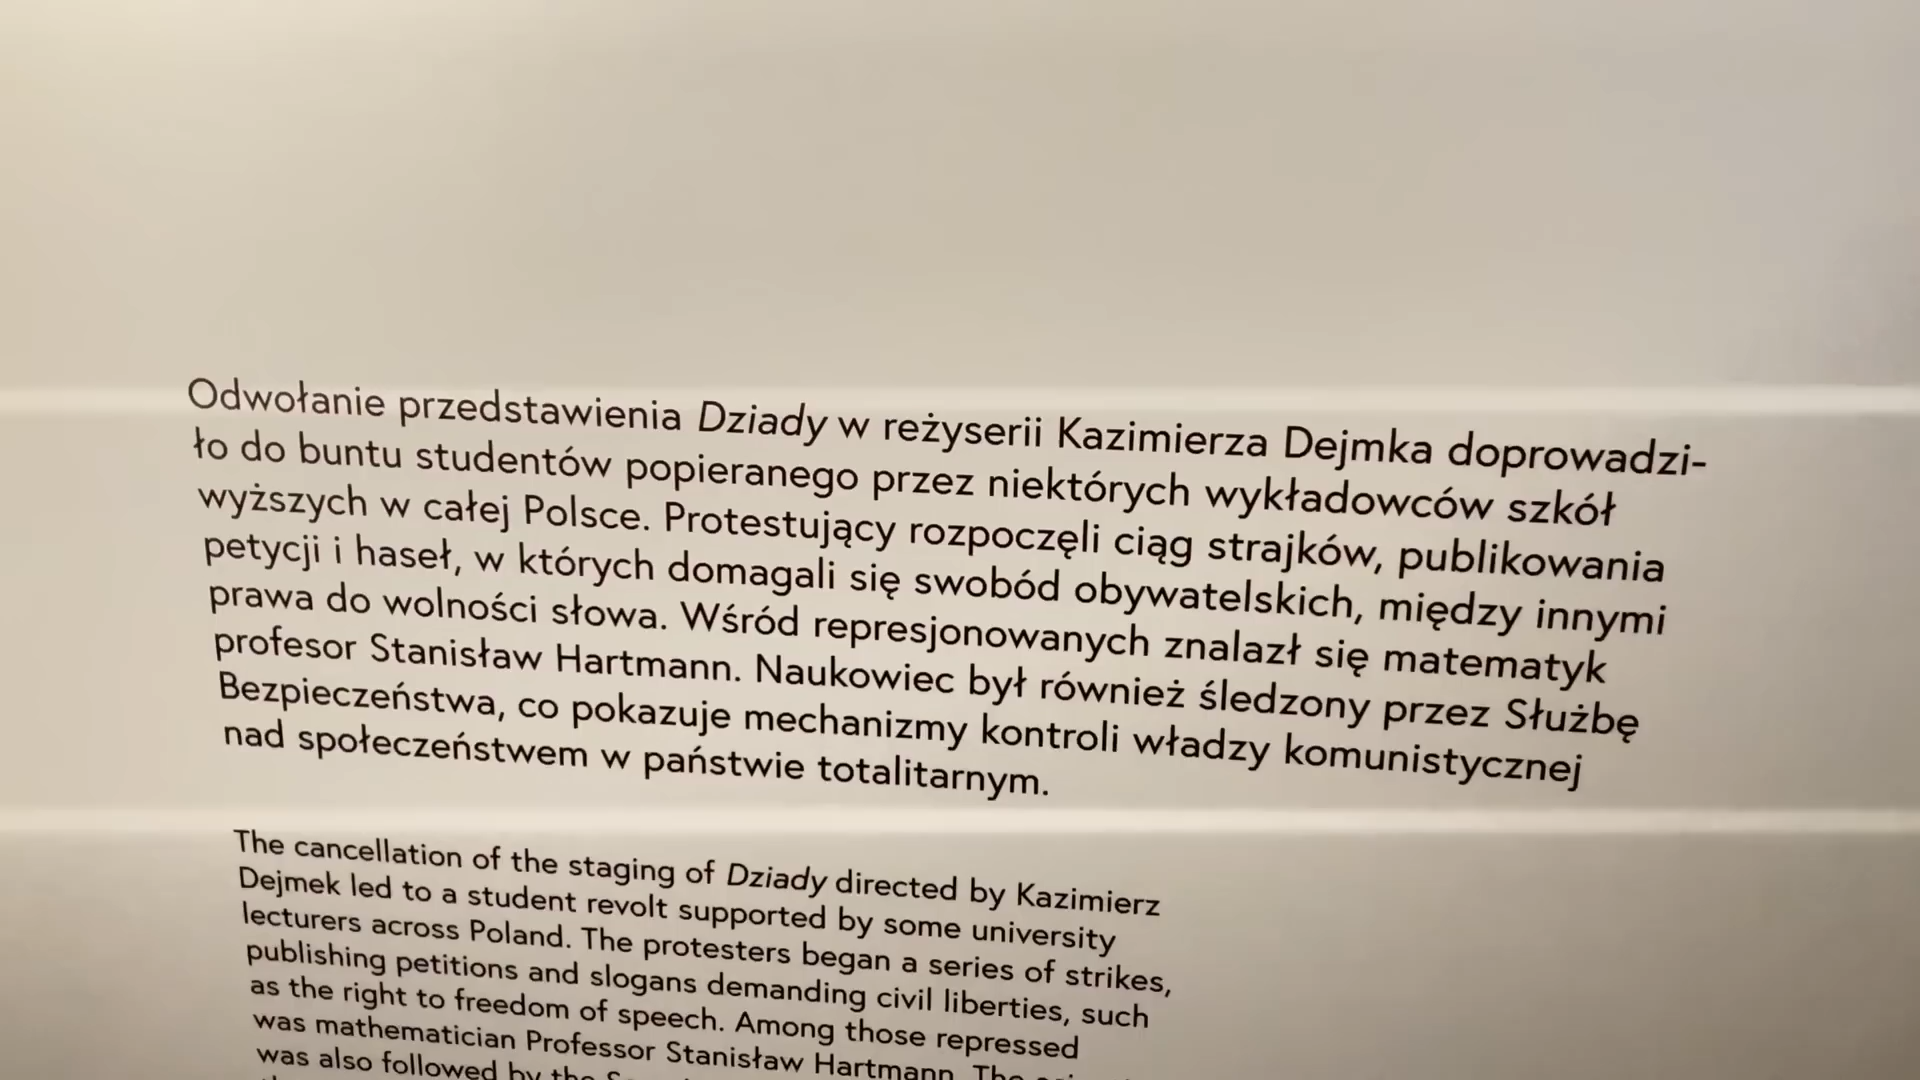 Odwołanie przedstawienia Dziady w reżyserii Kazimierza Dejmka doprowadzi-
ło do buntu studentów popieranego przez niektórych wykładowców szkół
wyższych w całej Polsce. Protestujący rozpoczęli ciąg strajków, publikowania
petycji i haseł, w których domagali się swobód obywatelskich, między innymi
prawa do wolności słowa. Wśród represjonowanych znalazł się matematyk
profesor Stanisław Hartmann. Naukowiec był również śledzony przez Służbę
Bezpieczeństwa, co pokazuje mechanizmy kontroli władzy komunistycznej
nad społeczeństwem w państwie totalitarnym.
The cancellation of the staging of Dziady directed by Kazimierz
Dejmek led to a student revolt supported by some university
lecturers across Poland. The protesters began a series of strikes,
publishing petitions and slogans demanding civil liberties, such
as the right to freedom of speech. Among those repressed
was mathematician Professor Stanisław Hartmann. The
was also followed by the